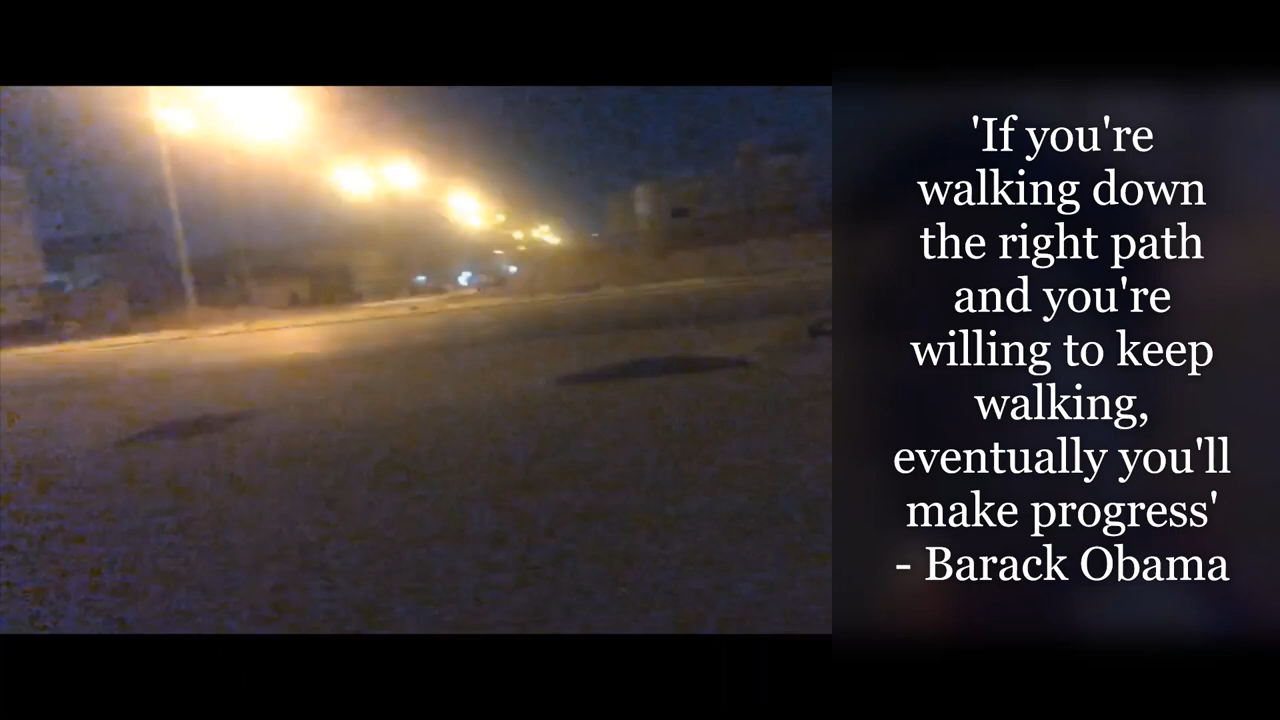 'If you're
walking down
the right path
and you're
willing to keep
walking,
eventually you'll
make progress'
- Barack Obama